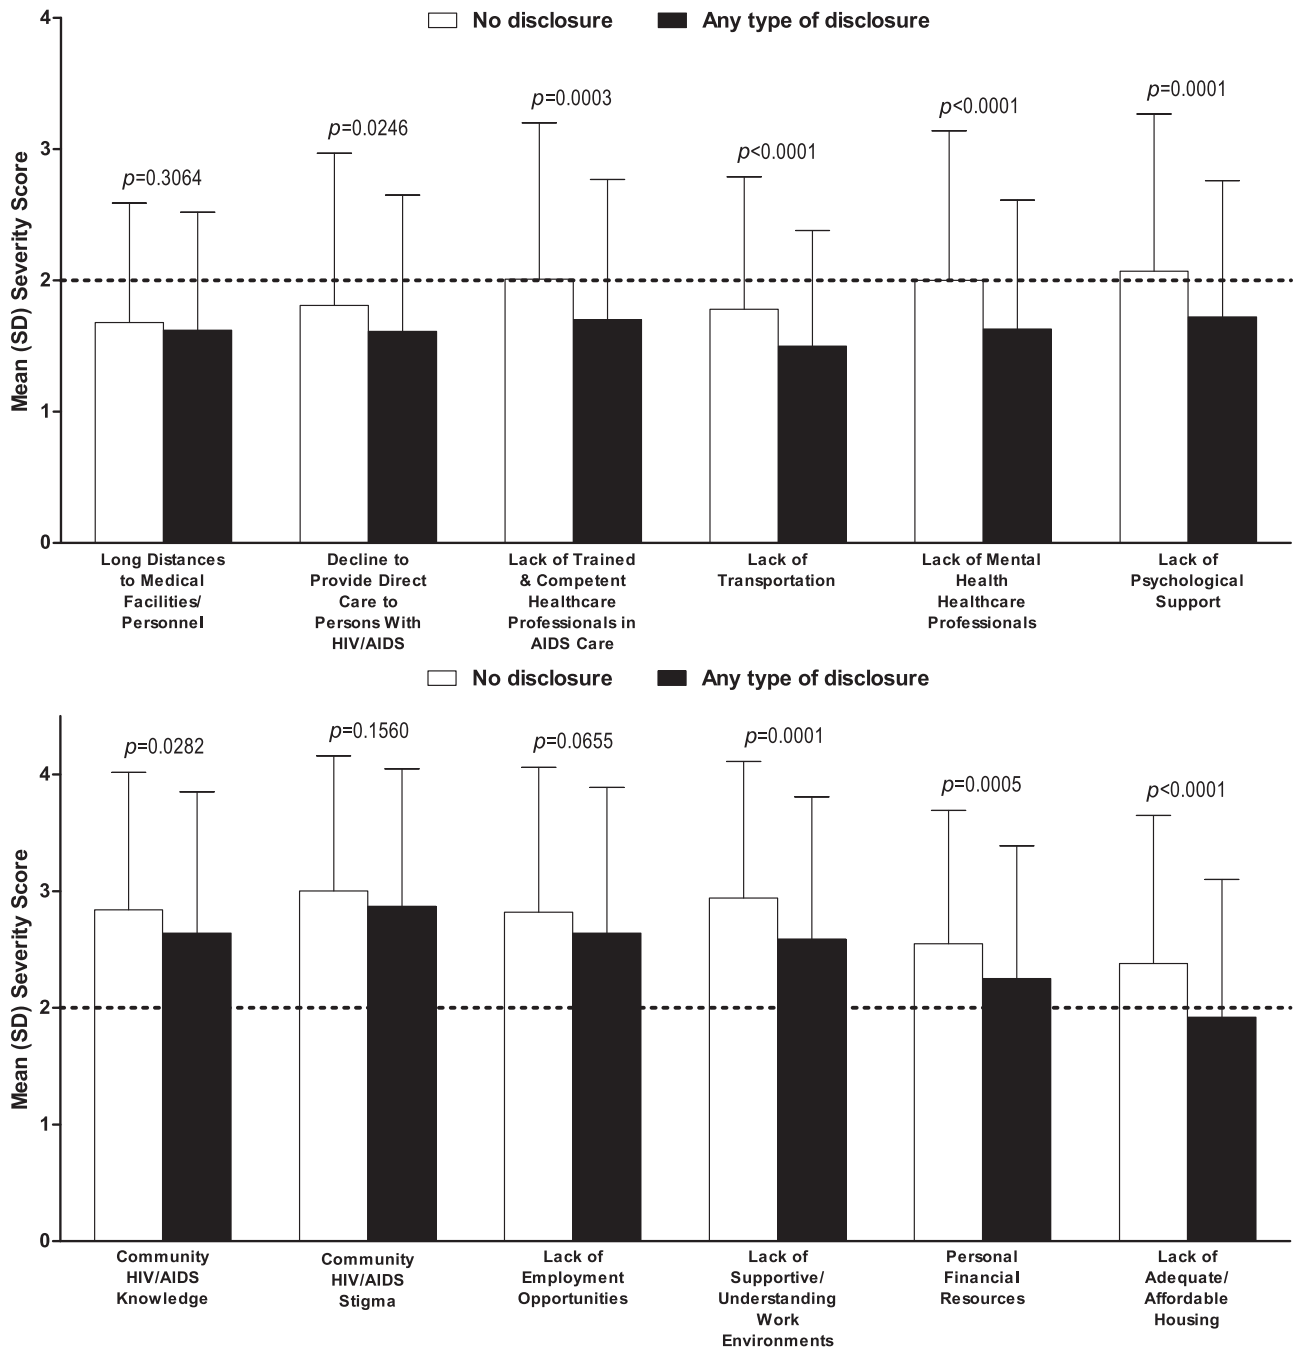 No disclosure
Any type of disclosure
4
3
2
1
0
Mean (SD) Severity Score
p=0.3064
p=0.0246
p=0.0003
p<0.0001
p<0.0001
p=0.0001
Long Distances
to Medical
Facilities/
Personnel
Decline to
Provide Direct
Care to
Persons With
HIV/AIDS
Lack of Trained
& Competent
Healthcare
Professionals in
AIDS Care
Lack of
Transportation
Lack of Mental
Health
Healthcare
Professionals
Lack of
Psychological
Support
No disclosure
Any type of disclosure
4
3
2
1
0
Mean (SD) Severity Score
p=0.0282
p=0.1560
p=0.0655
p=0.0001
p=0.0005
p<0.0001
Community
HIV/AIDS
Knowledge
Community
HIV/AIDS
Stigma
Lack of
Employment
Opportunities
Lack of
Supportive/
Understanding
Work
Environments
Personal
Financial
Resources
Lack of
Adequate/
Affordable
Housing